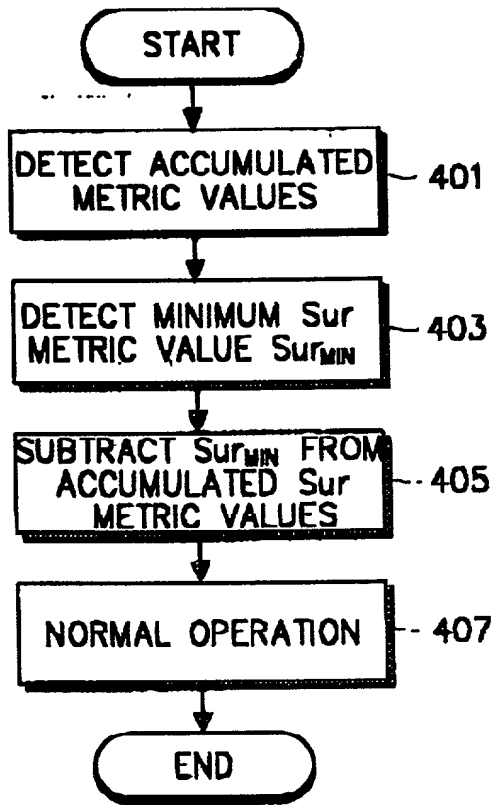 START
DETECT ACCUMULATED
METRIC VALUES
401
DETECT MINIMUM Sur
METRIC VALUE SurMIN
403
SUBTRACT SurMIN FROM
ACCUMULATED Sur
METRIC VALUES
405
NORMAL OPERATION
407
END